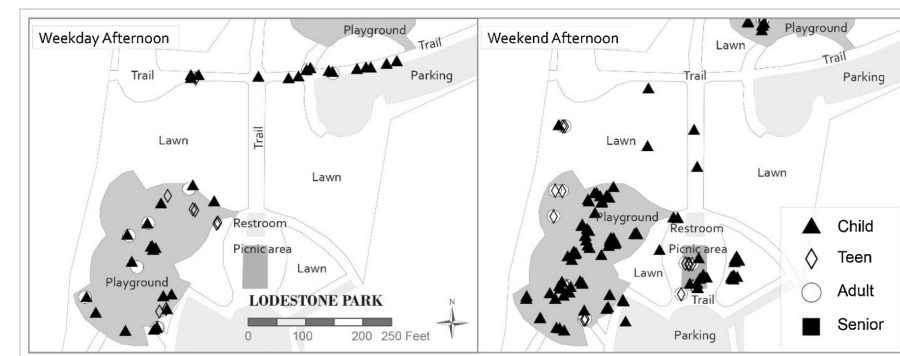 Weekday Afternoon
Playground
Trail
Trail
Parking
Lawn
Trail
Lawn
Restroom
Picnic area
Playground
Lawn
LODESTONE PARK
N
0 100 200 250 Feet
Weekend Afternoon
Playground
Lawn
Trail
Trail
Parking
Lawn
Lawn
Playground
Restroom
Picnic area
Lawn
Trail
Parking
Child
Teen
Adult
Senior